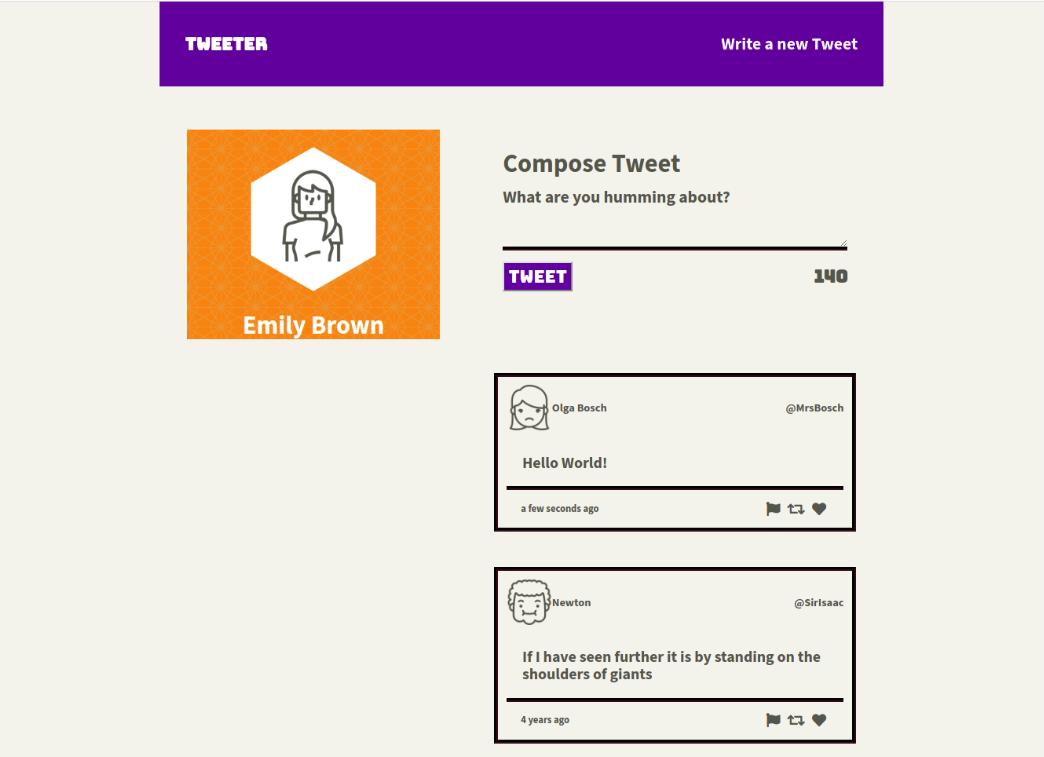 TWEETER
Write a new Tweet
Emily Brown
Compose Tweet
What are you humming about?
TWEET
140
Olga Bosch
@MrsBosch
Hello World!
a few seconds ago
Newton
@SirIsaac
If I have seen further it is by standing on the
shoulders of giants
4 years ago